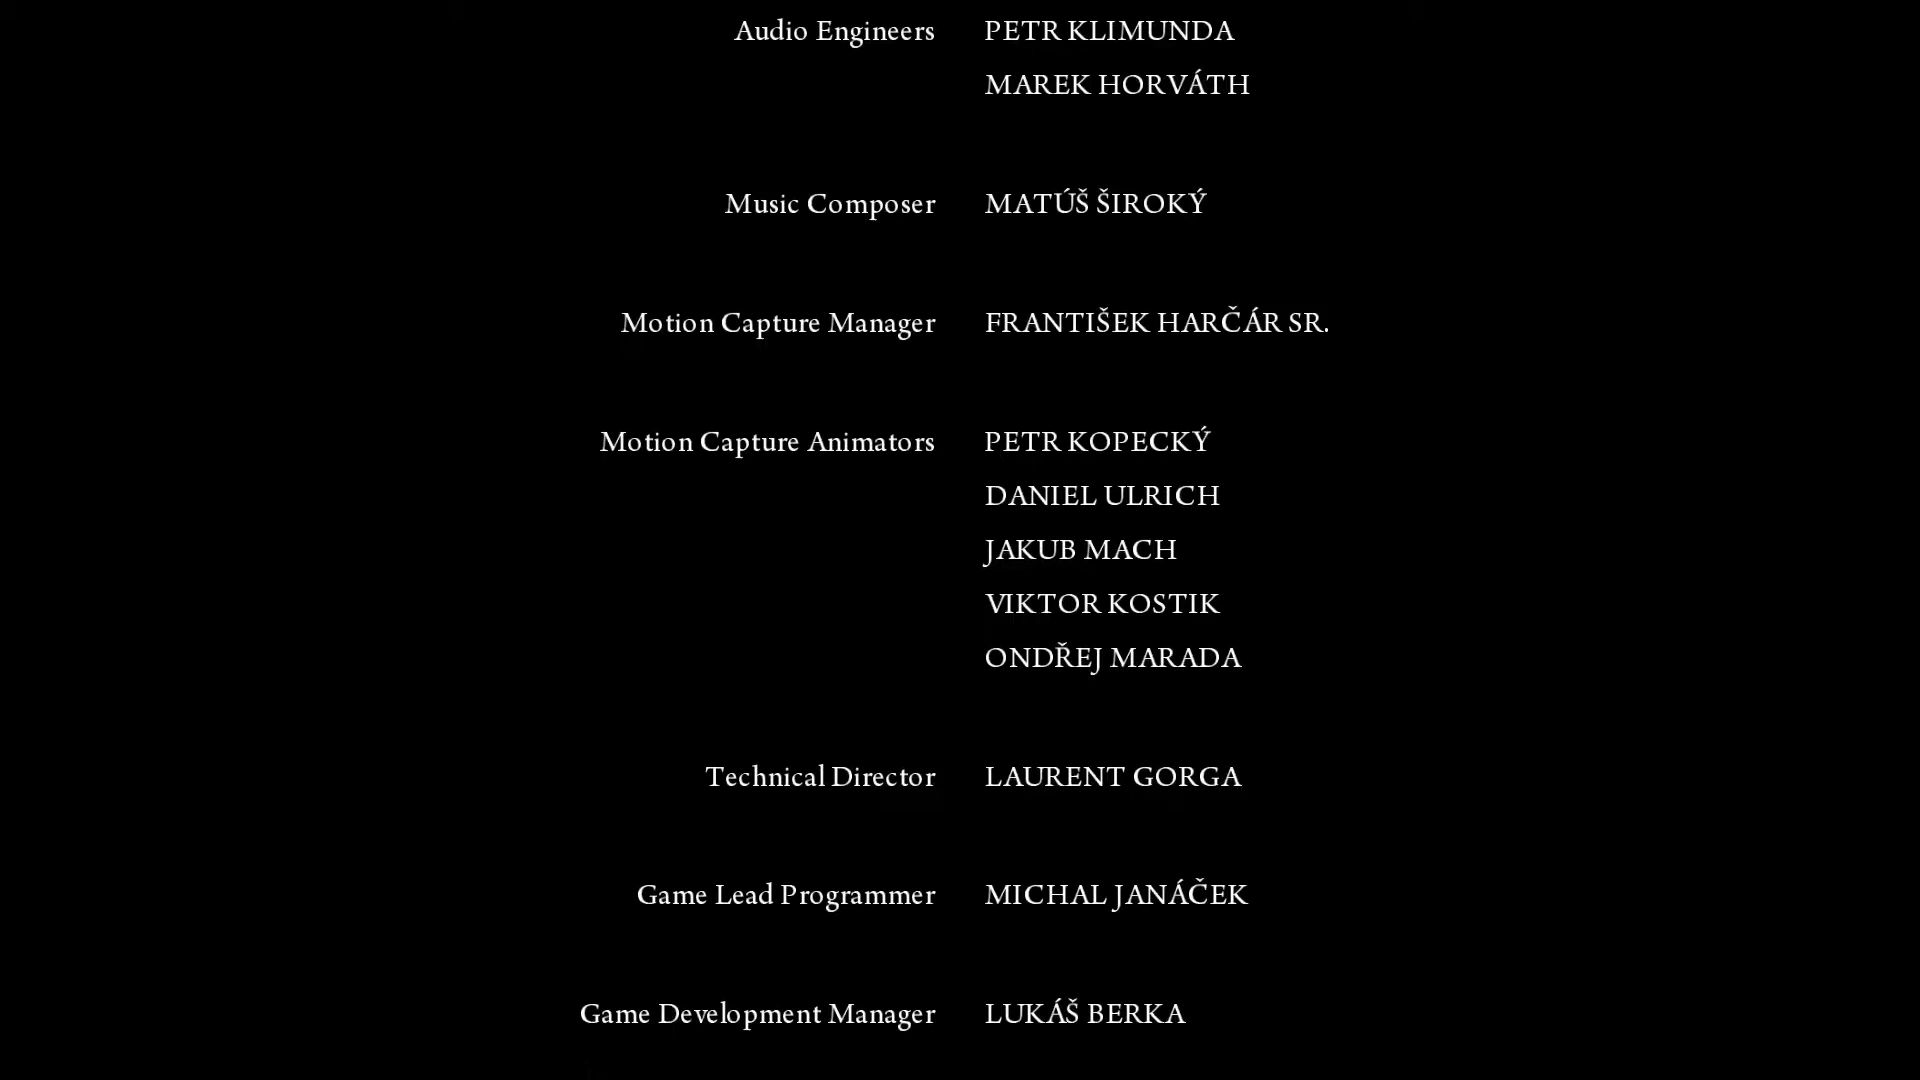 Audio Engineers PETR KLIMUNDA
MAREK HORVÁTH
Music Composer MATÚŠ ŠIROKÝ
Motion Capture Manager FRANTIŠEK HARČÁR SR.
Motion Capture Animators PETR KOPECKÝ
DANIEL ULRICH
JAKUB MACH
VIKTOR KOSTIK
ONDŘEJ MARADA
Technical Director LAURENT GORGA
Game Lead Programmer MICHAL JANÁČEK
Game Development Manager LUKÁŠ BERKA